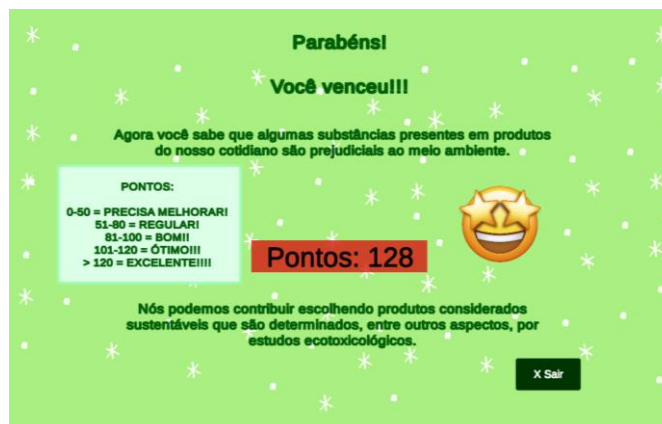 Parabéns!
Você venceu!!!
Agora você sabe que algumas substâncias presentes em produtos
do nosso cotidiano são prejudiciais ao meio ambiente.
PONTOS:
0-50 = PRECISA MELHORAR!
51-80 = REGULAR!
81-100 = BOM!!
101-120 = ÓTIMO!!!
> 120 = EXCELENTE!!!!
Pontos: 128
Nós podemos contribuir escolhendo produtos considerados
sustentáveis que são determinados, entre outros aspectos, por
estudos ecotoxicológicos.
X Sair